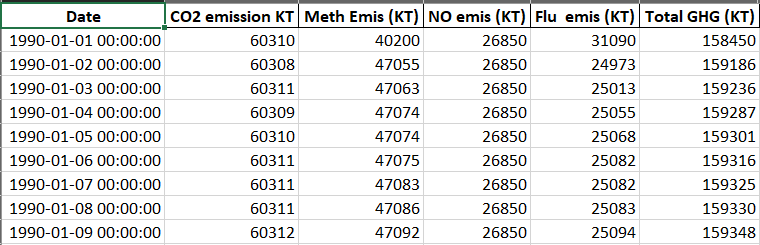 Date CO2 emission KT Meth Emis (KT) NO emis (KT) Flu  emis (KT) Total GHG (KT)
1990-01-01 00:00:00 60310 40200 26850 31090 158450
1990-01-02 00:00:00 60308 47055 26850 24973 159186
1990-01-03 00:00:00 60311 47063 26850 25013 159236
1990-01-04 00:00:00 60309 47074 26850 25055 159287
1990-01-05 00:00:00 60310 47074 26850 25068 159301
1990-01-06 00:00:00 60311 47075 26850 25082 159316
1990-01-07 00:00:00 60311 47083 26850 25082 159325
1990-01-08 00:00:00 60311 47086 26850 25083 159330
1990-01-09 00:00:00 60312 47092 26850 25094 159348